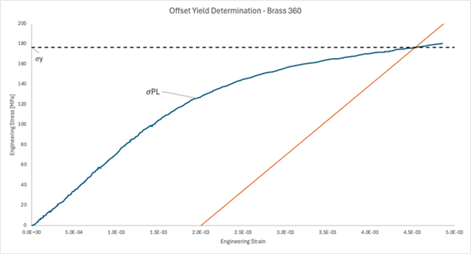 Offset Yield Determination - Brass 360
Engineering Stress [MPa]
200
180
160
140
120
100
80
60
40
20
0
σy
σPL
0.0E+00
5.0E-04
1.0E-03
1.5E-03
2.0E-03
2.5E-03
3.0E-03
3.5E-03
4.0E-03
4.5E-03
5.0E-03
Engineering Strain